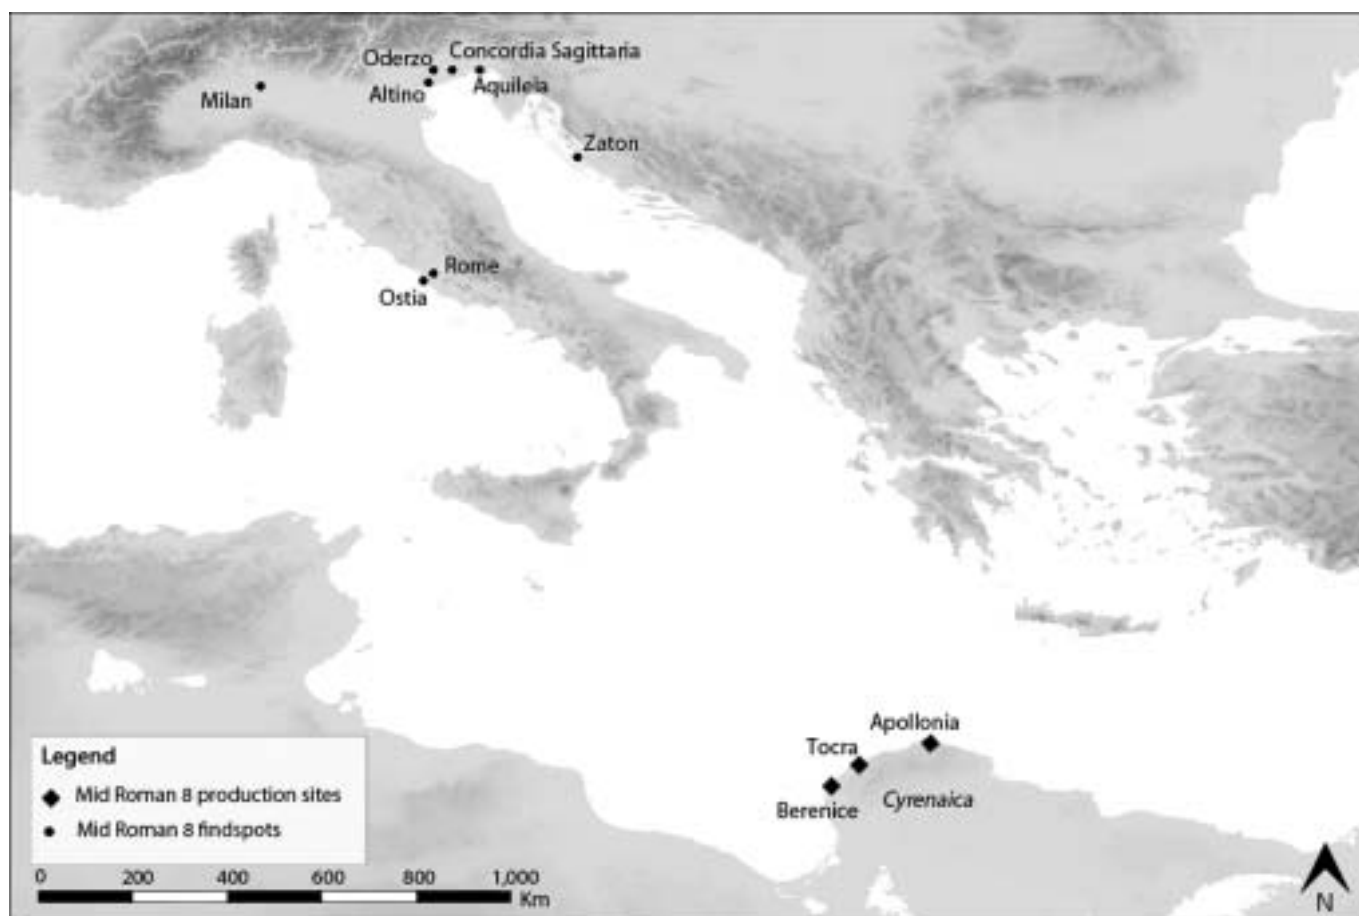 Oderzo
Concordia Sagittaria
Altino
Aquileia
Milan
Zaton
Rome
Ostia
Apollonia
Tocra
Berenice
Cyrenaica
Legend
Mid Roman 8 production sites
Mid Roman 8 findspots
0 200 400 600 800 1,000
Km
N